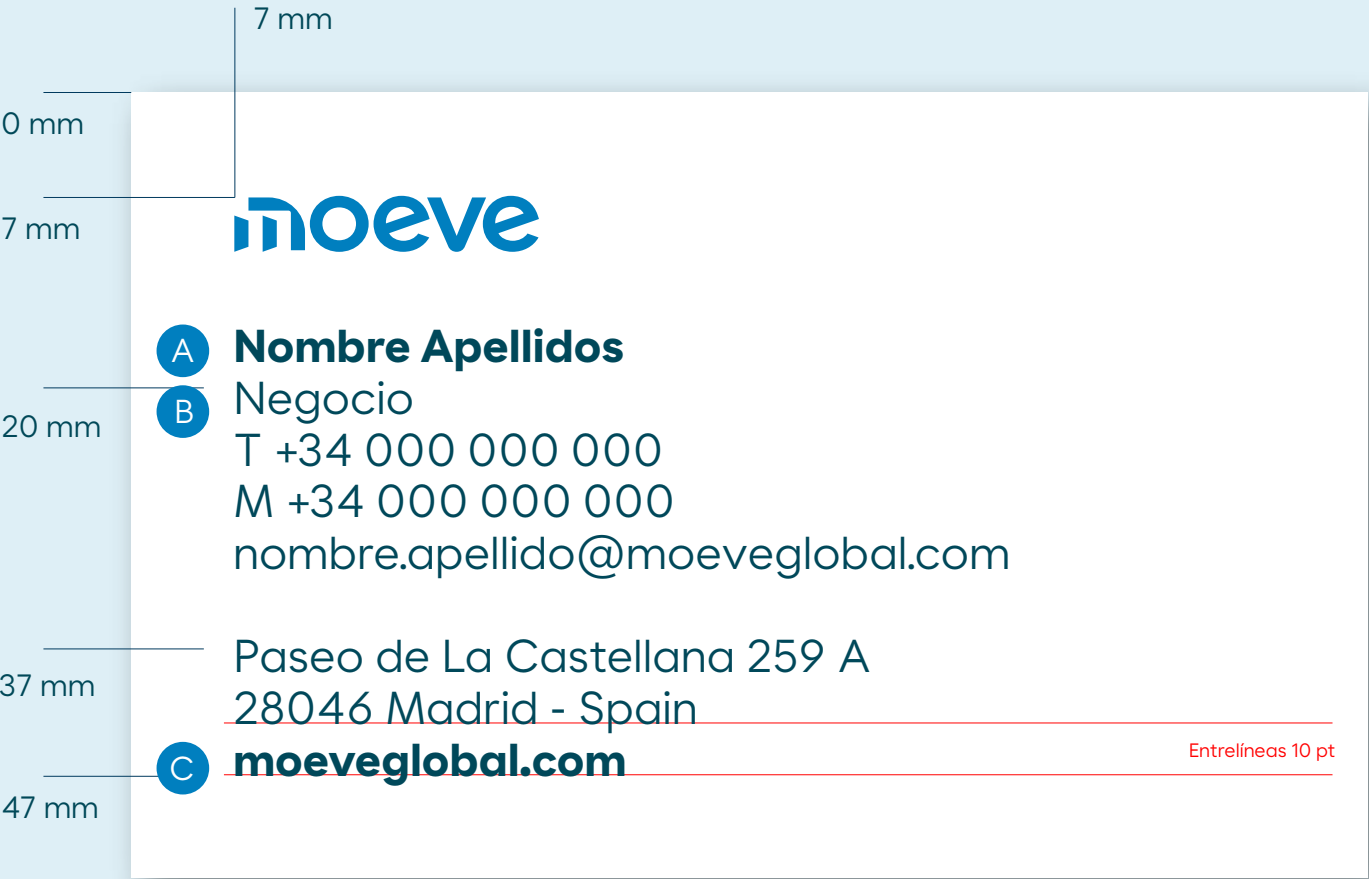 7 mm
0 mm
7 mm
moeve
A Nombre Apellidos
B Negocio
20 mm
T +34 000 000 000
M +34 000 000 000
nombre.apellido@moeveglobal.com
Paseo de La Castellana 259 A
37 mm
28046 Madrid - Spain
C moeveglobal.com
Entrelíneas 10 pt
47 mm